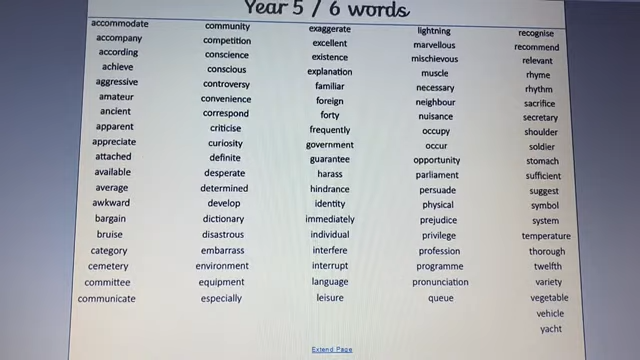 Year 5 / 6 words
accommodate
accompany
according
achieve
aggressive
amateur
ancient
apparent
appreciate
attached
available
average
awkward
bargain
bruise
category
cemetery
committee
communicate
community
competition
conscience
conscious
controversy
convenience
correspond
criticise
curiosity
definite
desperate
determined
develop
dictionary
disastrous
embarrass
environment
equipment
especially
exaggerate
excellent
existence
explanation
familiar
foreign
forty
frequently
government
guarantee
harass
hindrance
identity
immediately
individual
interfere
interrupt
language
leisure
lightning
marvellous
mischievous
muscle
necessary
neighbour
nuisance
occupy
occur
opportunity
parliament
persuade
physical
prejudice
privilege
profession
programme
pronunciation
queue
recognise
recommend
relevant
rhyme
rhythm
sacrifice
secretary
shoulder
soldier
stomach
sufficient
suggest
symbol
system
temperature
thorough
twelfth
variety
vegetable
vehicle
yacht
Extend Page